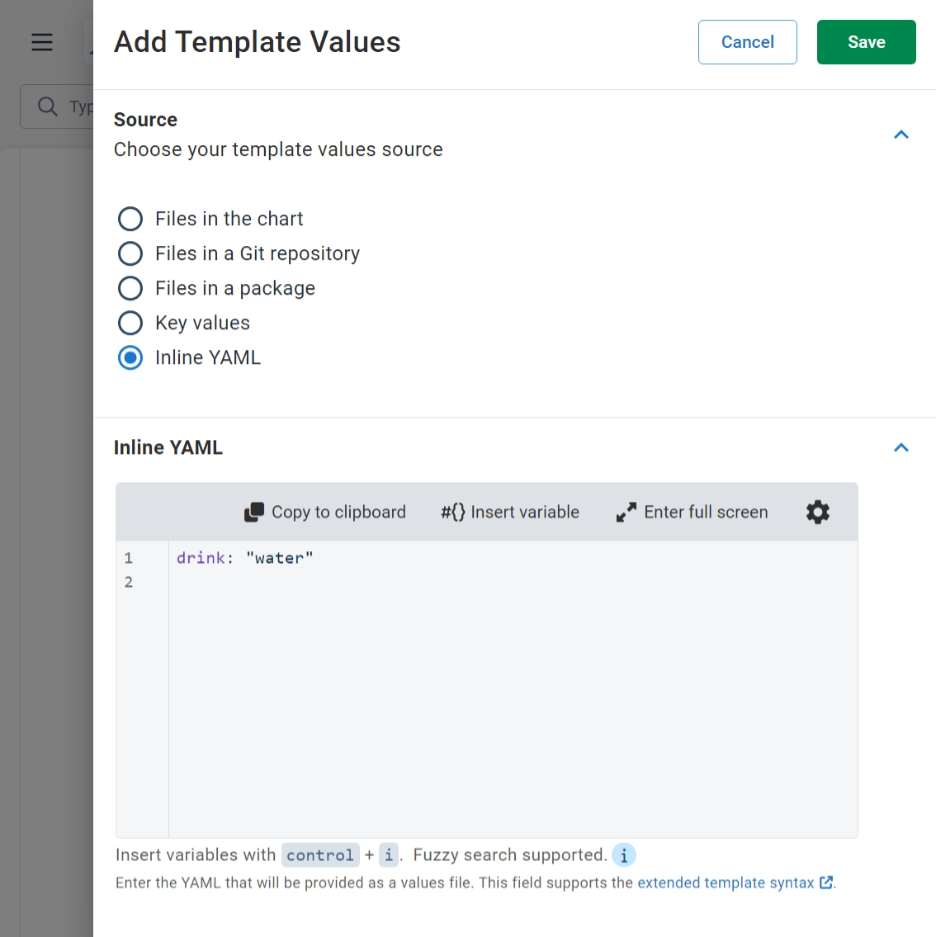 Add Template Values
Cancel
Save
Typ
Source
Choose your template values source
Files in the chart
Files in a Git repository
Files in a package
Key values
Inline YAML
Inline YAML
Copy to clipboard
#{} Insert variable
Enter full screen
1 drink: "water"
2
Insert variables with control + i. Fuzzy search supported. i
Enter the YAML that will be provided as a values file. This field supports the extended template syntax.